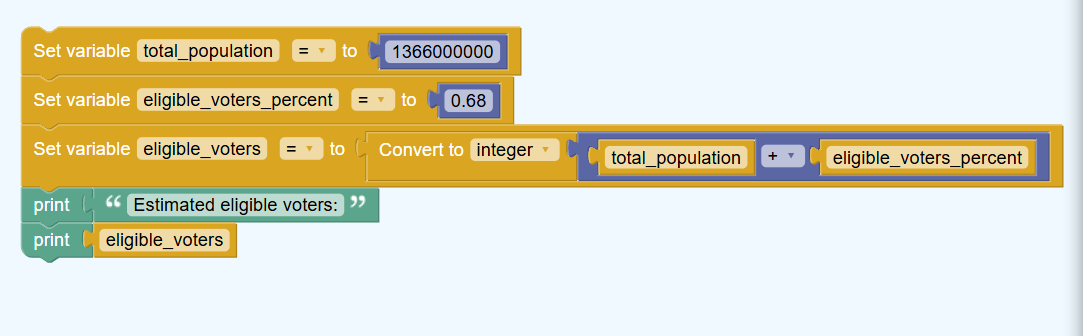 Set variable total_population = to 1366000000
Set variable eligible_voters_percent = to 0.68
Set variable eligible_voters = to Convert to integer total_population + eligible_voters_percent
print “ Estimated eligible voters: ”
print eligible_voters